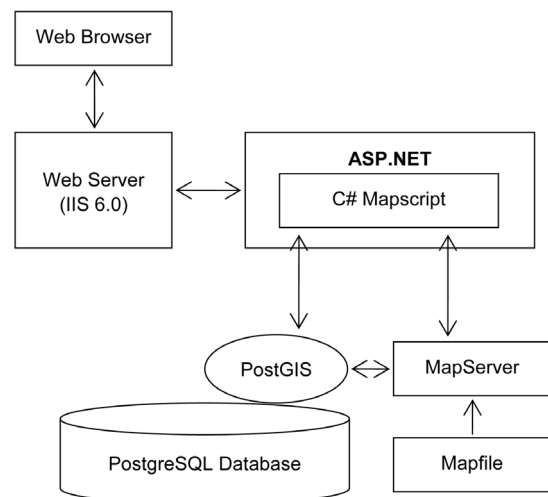 Web Browser
Web Server
(IIS 6.0)
ASP.NET
C# Mapscript
PostGIS
MapServer
PostgreSQL Database
Mapfile